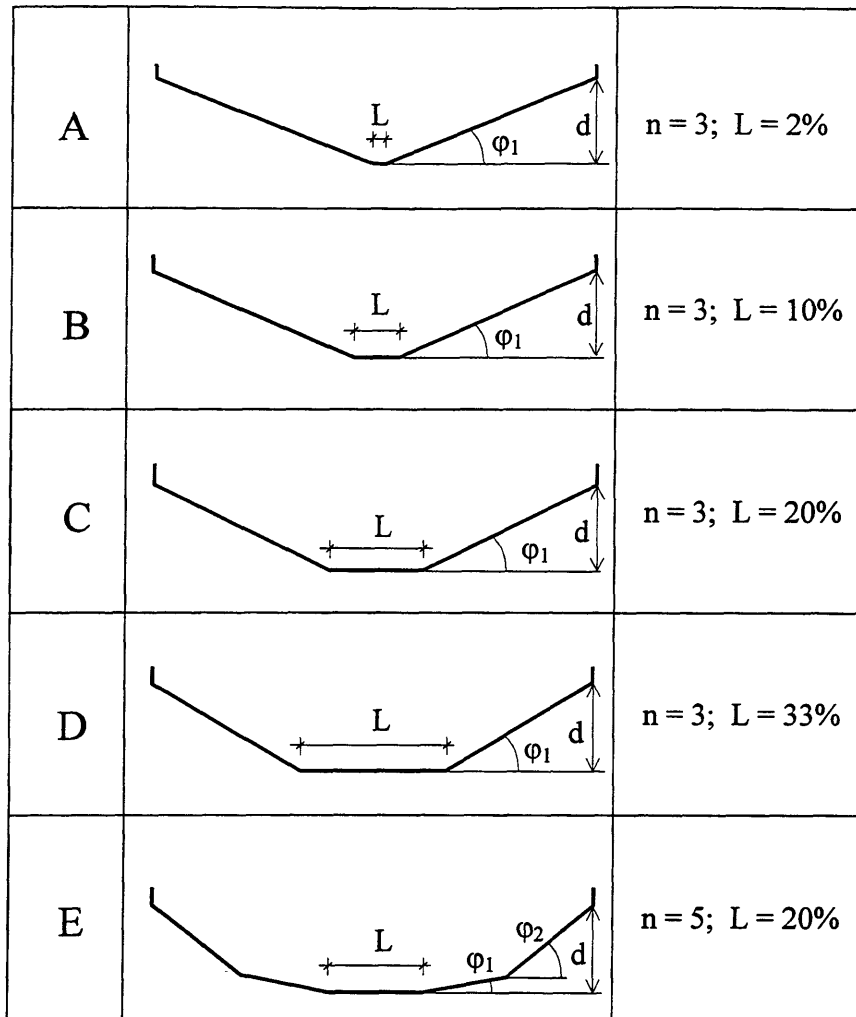 A
L
φ₁
d
n = 3; L = 2%
B
L
φ₁
d
n = 3; L = 10%
C
L
φ₁
d
n = 3; L = 20%
D
L
φ₁
d
n = 3; L = 33%
E
L
φ₁
φ₂
d
n = 5; L = 20%